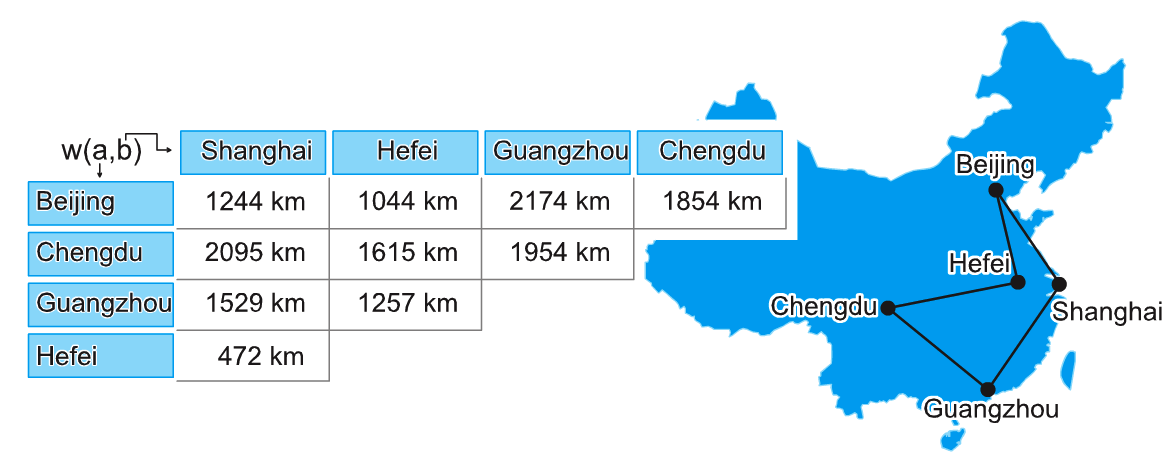 w(a,b) Shanghai Hefei Guangzhou Chengdu
Beijing 1244 km 1044 km 2174 km 1854 km
Chengdu 2095 km 1615 km 1954 km
Guangzhou 1529 km 1257 km
Hefei 472 km
Beijing
Hefei
Chengdu
Shanghai
Guangzhou